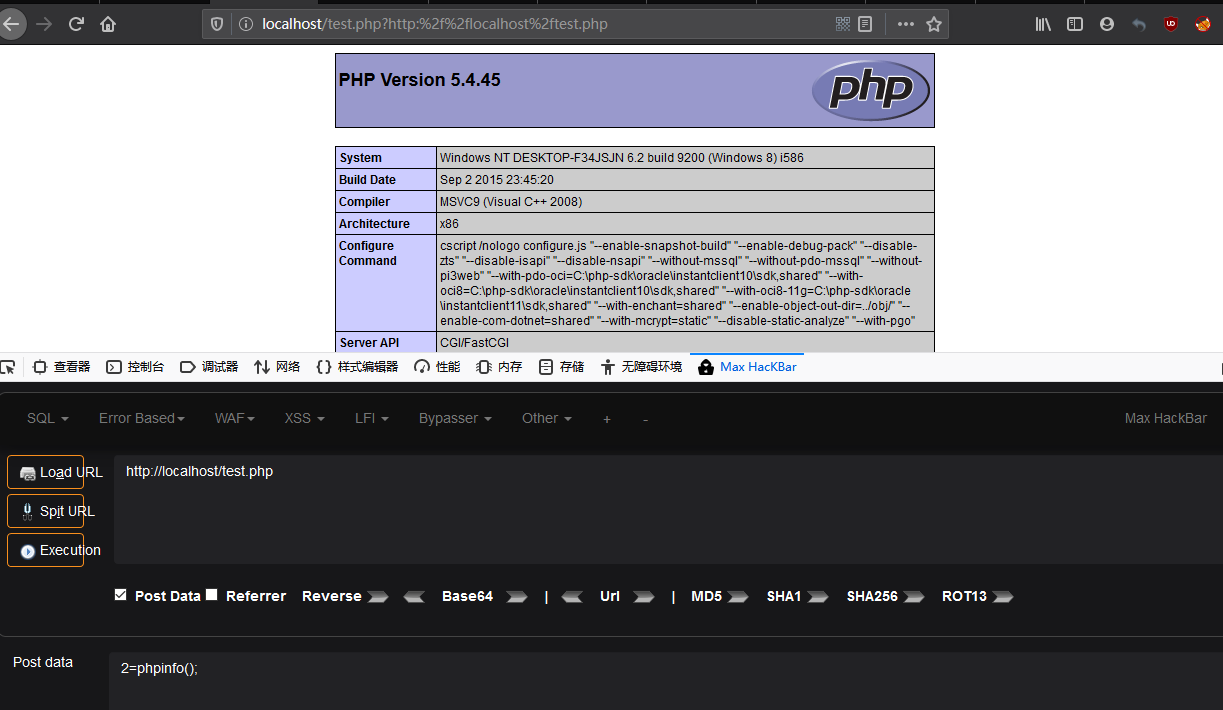 localhost/test.php?http:%2f%2flocalhost%2ftest.php
PHP Version 5.4.45
php
System Windows NT DESKTOP-F34JSJN 6.2 build 9200 (Windows 8) i586
Build Date Sep 2 2015 23:45:20
Compiler MSVC9 (Visual C++ 2008)
Architecture x86
Configure Command cscript /nologo configure.js "--enable-snapshot-build" "--enable-debug-pack" "--disable-
zts" "--disable-isapi" "--disable-nsapi" "--without-mssql" "--without-pdo-mssql" "--without-
pi3web" "--with-pdo-oci=C:\php-sdk\oracle\instantclient10\sdk,shared" "--with-
oci8=C:\php-sdk\oracle\instantclient10\sdk,shared" "--with-oci8-11g=C:\php-sdk\oracle
\instantclient11\sdk,shared" "--with-enchant=shared" "--enable-object-out-dir=../obj/" "--
enable-com-dotnet=shared" "--with-mcrypt=static" "--disable-static-analyze" "--with-pgo"
Server API CGI/FastCGI
查看器 控制台 调试器 网络 样式编辑器 性能 内存 存储 无障碍环境 Max HacKBar
SQL Error Based WAF XSS LFI Bypasser Other + - Max HackBar
Load URL http://localhost/test.php
Spit URL
Execution
Post Data Referrer Reverse Base64 | Url | MD5 SHA1 SHA256 ROT13
Post data 2=phpinfo();